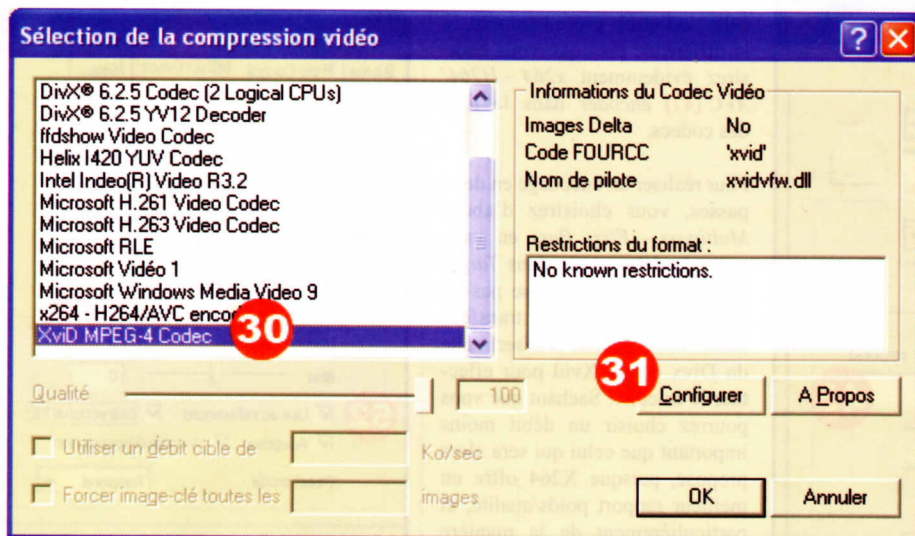 Sélection de la compression vidéo
DivX® 6.2.5 Codec (2 Logical CPUs)
DivX® 6.2.5 YV12 Decoder
ffdshow Video Codec
Helix I420 YUV Codec
Intel Indeo(R) Video R3.2
Microsoft H.261 Video Codec
Microsoft H.263 Video Codec
Microsoft RLE
Microsoft Vidéo 1
Microsoft Windows Media Video 9
x264 - H264/AVC encod
XviD MPEG-4 Codec
30
Informations du Codec Vidéo
Images Delta No
Code FOURCC 'xvid'
Nom de pilote xvidvfw.dll
Restrictions du format :
No known restrictions.
31
Qualité 100
Configurer
A Propos
Utiliser un débit cible de Ko/sec
Forcer image-clé toutes les images
OK
Annuler